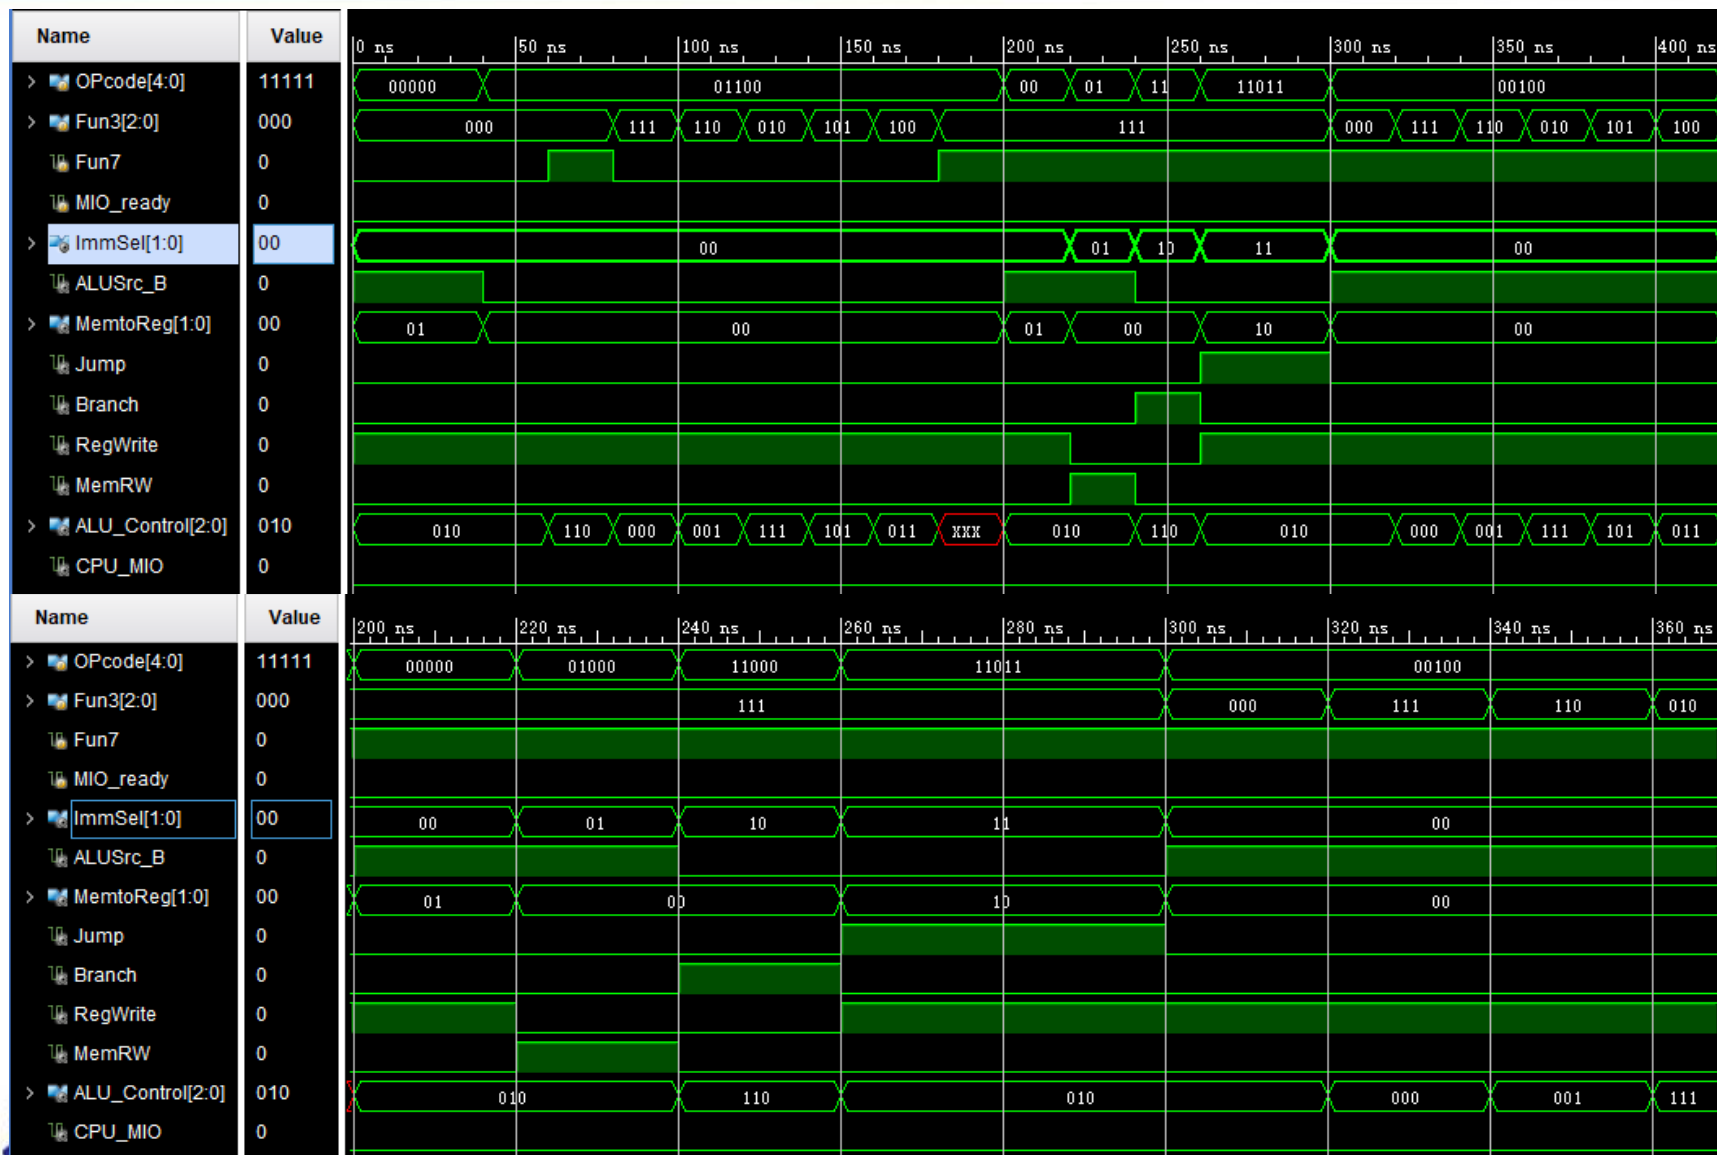 Name Value 0 ns 50 ns 100 ns 150 ns 200 ns 250 ns 300 ns 350 ns 400 ns
OPcode[4:0] 11111 00000 01100 00 01 11 11011 00100
Fun3[2:0] 000 000 111 110 010 101 100 111 000 111 110 010 101 100
Fun7 0
MIO_ready 0
ImmSel[1:0] 00 00 01 10 11 00
ALUSrc_B 0
MemtoReg[1:0] 00 01 00 01 00 10 00
Jump 0
Branch 0
RegWrite 0
MemRW 0
ALU_Control[2:0] 010 010 110 000 001 111 101 011 XXX 010 110 010 000 001 111 101 011
CPU_MIO 0
Name Value 200 ns 220 ns 240 ns 260 ns 280 ns 300 ns 320 ns 340 ns 360 ns
OPcode[4:0] 11111 00000 01000 11000 11011 00100
Fun3[2:0] 000 111 000 111 110 010
Fun7 0
MIO_ready 0
ImmSel[1:0] 00 00 01 10 11 00
ALUSrc_B 0
MemtoReg[1:0] 00 01 00 10 00
Jump 0
Branch 0
RegWrite 0
MemRW 0
ALU_Control[2:0] 010 010 110 010 000 001 111
CPU_MIO 0